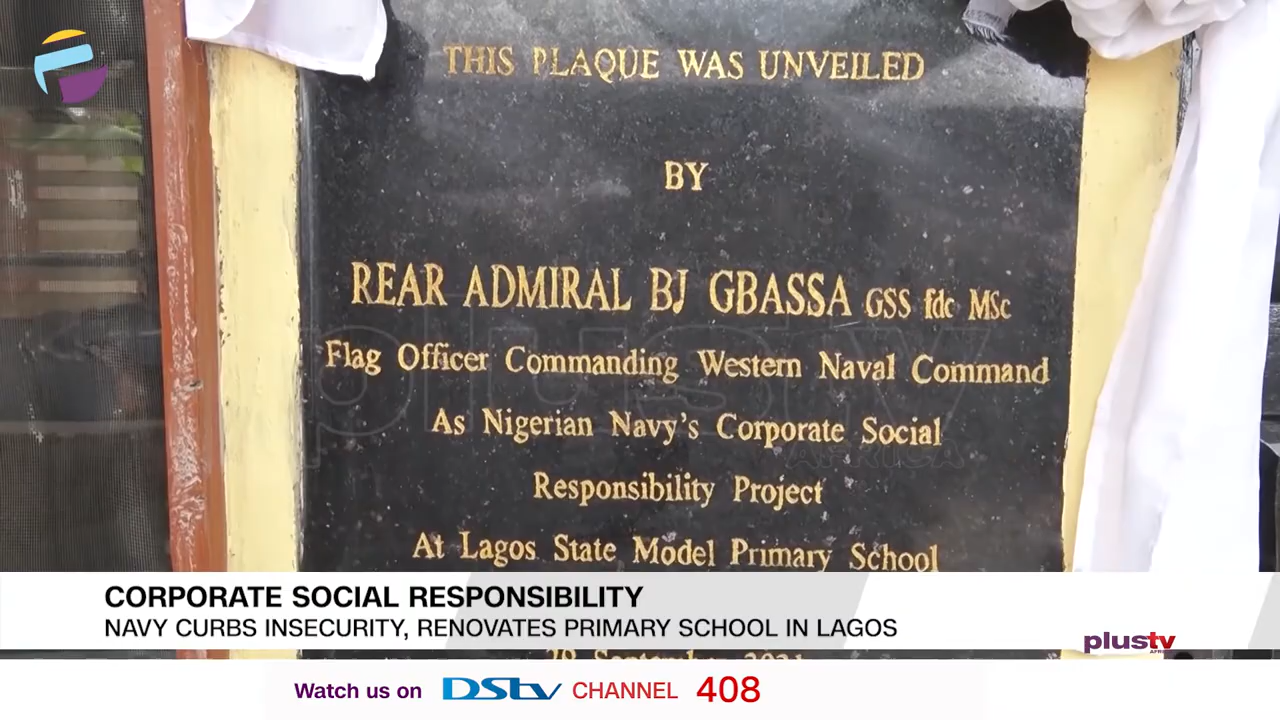 THIS PLAQUE WAS UNVEILED
BY
REAR ADMIRAL BJ GBASSA GSS fdc MSc
Flag Officer Commanding Western Naval Command
As Nigerian Navy's Corporate Social
Responsibility Project
At Lagos State Model Primary School
plustv
AFRICA
CORPORATE SOCIAL RESPONSIBILITY
NAVY CURBS INSECURITY, RENOVATES PRIMARY SCHOOL IN LAGOS
plustv
Watch us on DStv CHANNEL 408